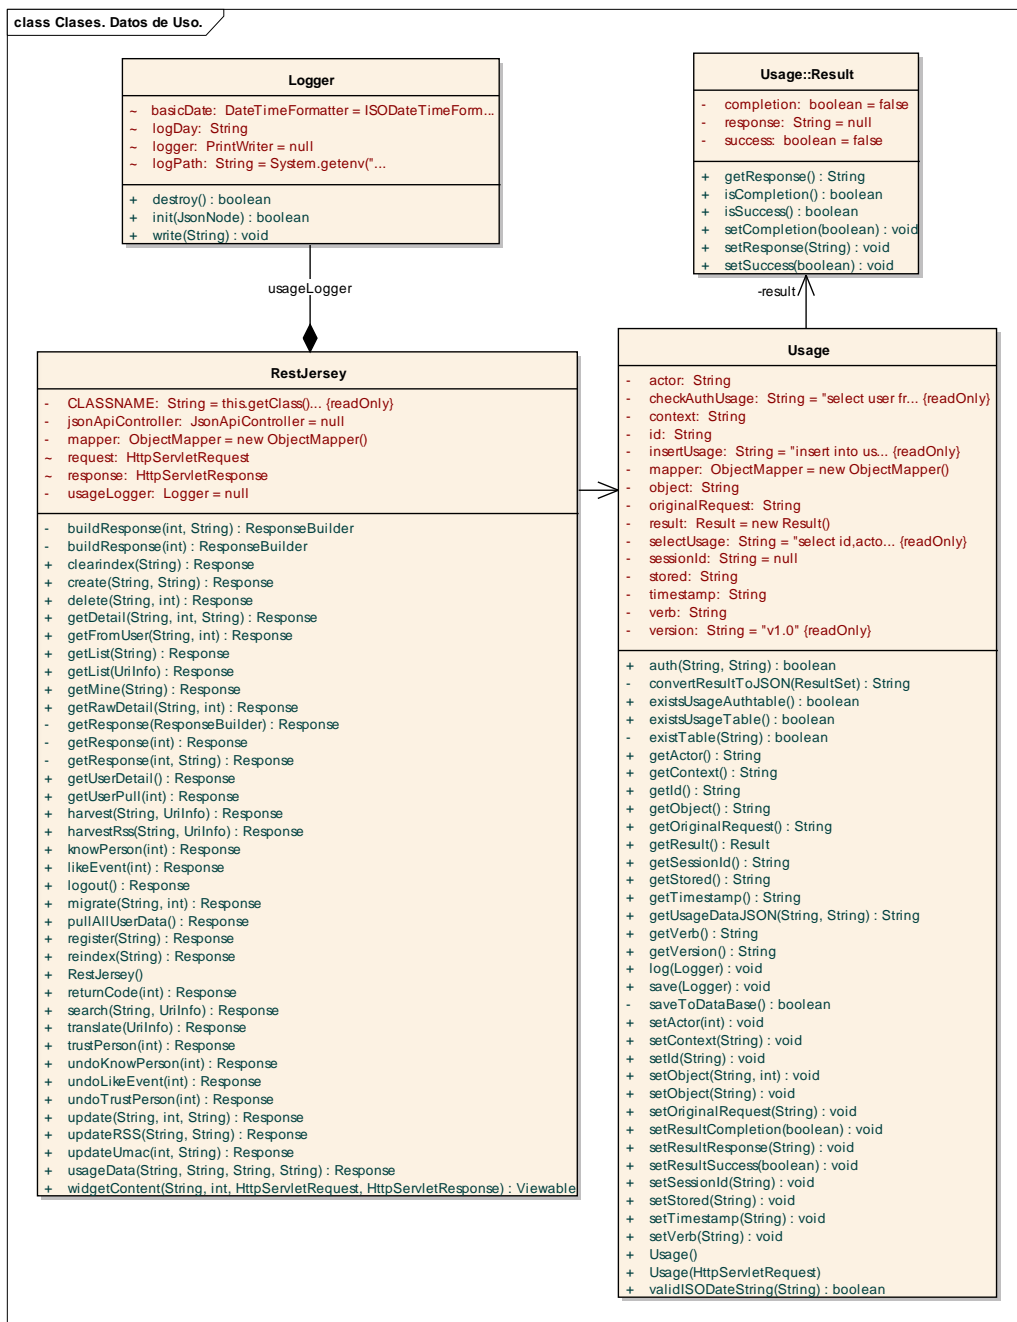 class Clases. Datos de Uso.
Logger
~ basicDate: DateTimeFormatter = ISODateTimeForm...
~ logDay: String
~ logger: PrintWriter = null
~ logPath: String = System.getenv("...
+ destroy() : boolean
+ init(JsonNode) : boolean
+ write(String) : void
Usage::Result
- completion: boolean = false
- response: String = null
- success: boolean = false
+ getResponse() : String
+ isCompletion() : boolean
+ isSuccess() : boolean
+ setCompletion(boolean) : void
+ setResponse(String) : void
+ setSuccess(boolean) : void
usageLogger
-result
RestJersey
- CLASSNAME: String = this.getClass()... {readOnly}
- jsonApiController: JsonApiController = null
- mapper: ObjectMapper = new ObjectMapper()
~ request: HttpServletRequest
~ response: HttpServletResponse
- usageLogger: Logger = null
- buildResponse(int, String) : ResponseBuilder
- buildResponse(int) : ResponseBuilder
+ clearindex(String) : Response
+ create(String, String) : Response
+ delete(String, int) : Response
+ getDetail(String, int, String) : Response
+ getFromUser(String, int) : Response
+ getList(String) : Response
+ getList(UriInfo) : Response
+ getMine(String) : Response
+ getRawDetail(String, int) : Response
- getResponse(ResponseBuilder) : Response
- getResponse(int) : Response
- getResponse(int, String) : Response
+ getUserDetail() : Response
+ getUserPull(int) : Response
+ harvest(String, UriInfo) : Response
+ harvestRss(String, UriInfo) : Response
+ knowPerson(int) : Response
+ likeEvent(int) : Response
+ logout() : Response
+ migrate(String, int) : Response
+ pullAllUserData() : Response
+ register(String) : Response
+ reindex(String) : Response
+ RestJersey()
+ returnCode(int) : Response
+ search(String, UriInfo) : Response
+ translate(UriInfo) : Response
+ trustPerson(int) : Response
+ undoKnowPerson(int) : Response
+ undoLikeEvent(int) : Response
+ undoTrustPerson(int) : Response
+ update(String, int, String) : Response
+ updateRSS(String, String) : Response
+ updateUmac(int, String) : Response
+ usageData(String, String, String, String) : Response
+ widgetContent(String, int, HttpServletRequest, HttpServletResponse) : Viewable
Usage
- actor: String
- checkAuthUsage: String = "select user fr... {readOnly}
- context: String
- id: String
- insertUsage: String = "insert into us... {readOnly}
- mapper: ObjectMapper = new ObjectMapper()
- object: String
- originalRequest: String
- result: Result = new Result()
- selectUsage: String = "select id,acto... {readOnly}
- sessionId: String = null
- stored: String
- timestamp: String
- verb: String
- version: String = "v1.0" {readOnly}
+ auth(String, String) : boolean
- convertResultToJSON(ResultSet) : String
+ existsUsageAuthtable() : boolean
+ existsUsageTable() : boolean
- existTable(String) : boolean
+ getActor() : String
+ getContext() : String
+ getId() : String
+ getObject() : String
+ getOriginalRequest() : String
+ getResult() : Result
+ getSessionId() : String
+ getStored() : String
+ getTimestamp() : String
+ getUsageDataJSON(String, String) : String
+ getVerb() : String
+ getVersion() : String
+ log(Logger) : void
+ save(Logger) : void
- saveToDataBase() : boolean
+ setActor(int) : void
+ setContext(String) : void
+ setId(String) : void
+ setObject(String, int) : void
+ setObject(String) : void
+ setOriginalRequest(String) : void
+ setResultCompletion(boolean) : void
+ setResultResponse(String) : void
+ setResultSuccess(boolean) : void
+ setSessionId(String) : void
+ setStored(String) : void
+ setTimestamp(String) : void
+ setVerb(String) : void
+ Usage()
+ Usage(HttpServletRequest)
+ validISODateString(String) : boolean